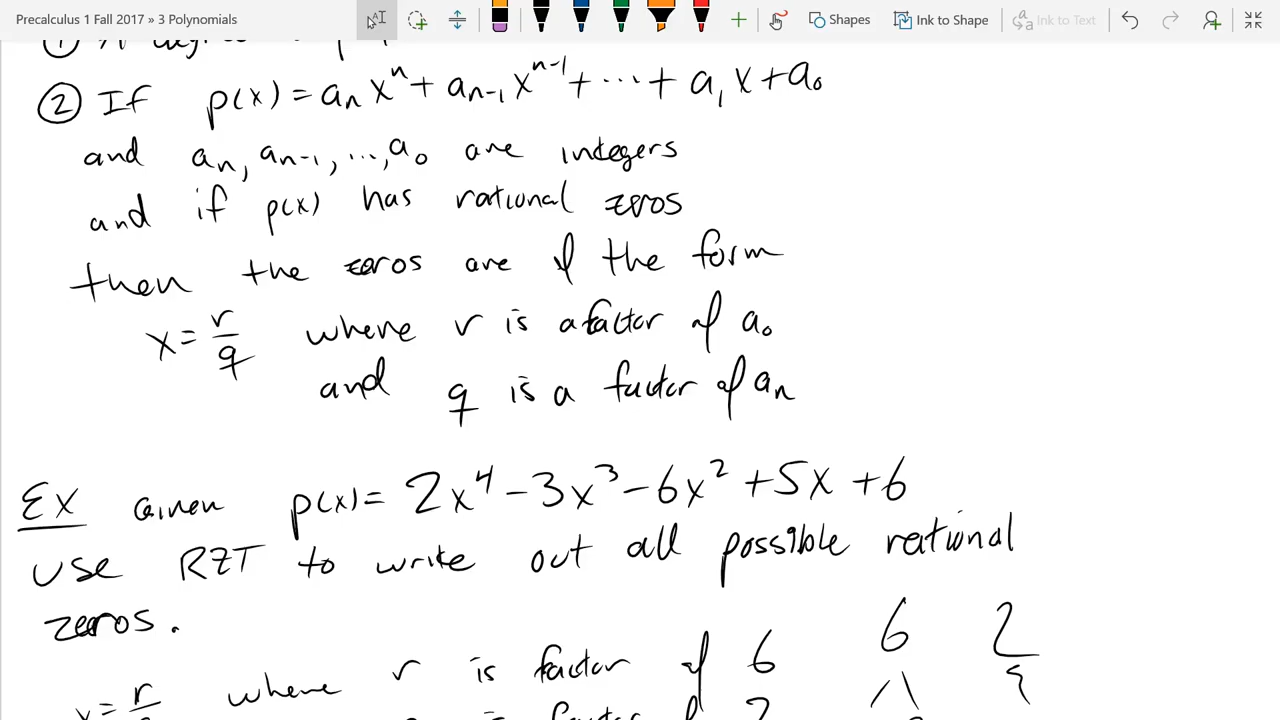 Precalculus 1 Fall 2017 » 3 Polynomials
Shapes
Ink to Shape
Ink to Text
② If p(x) = aₙxⁿ + aₙ₋₁xⁿ⁻¹ + ⋯ + a₁x + a₀
and aₙ, aₙ₋₁, ..., a₀ are integers
and if p(x) has rational zeros
then the zeros are of the form
x = r/q where r is a factor of a₀
and q is a factor of aₙ
Ex Given p(x) = 2x⁴ - 3x³ - 6x² + 5x + 6
use RZT to write out all possible rational
zeros.
6 2
where r is factor of 6